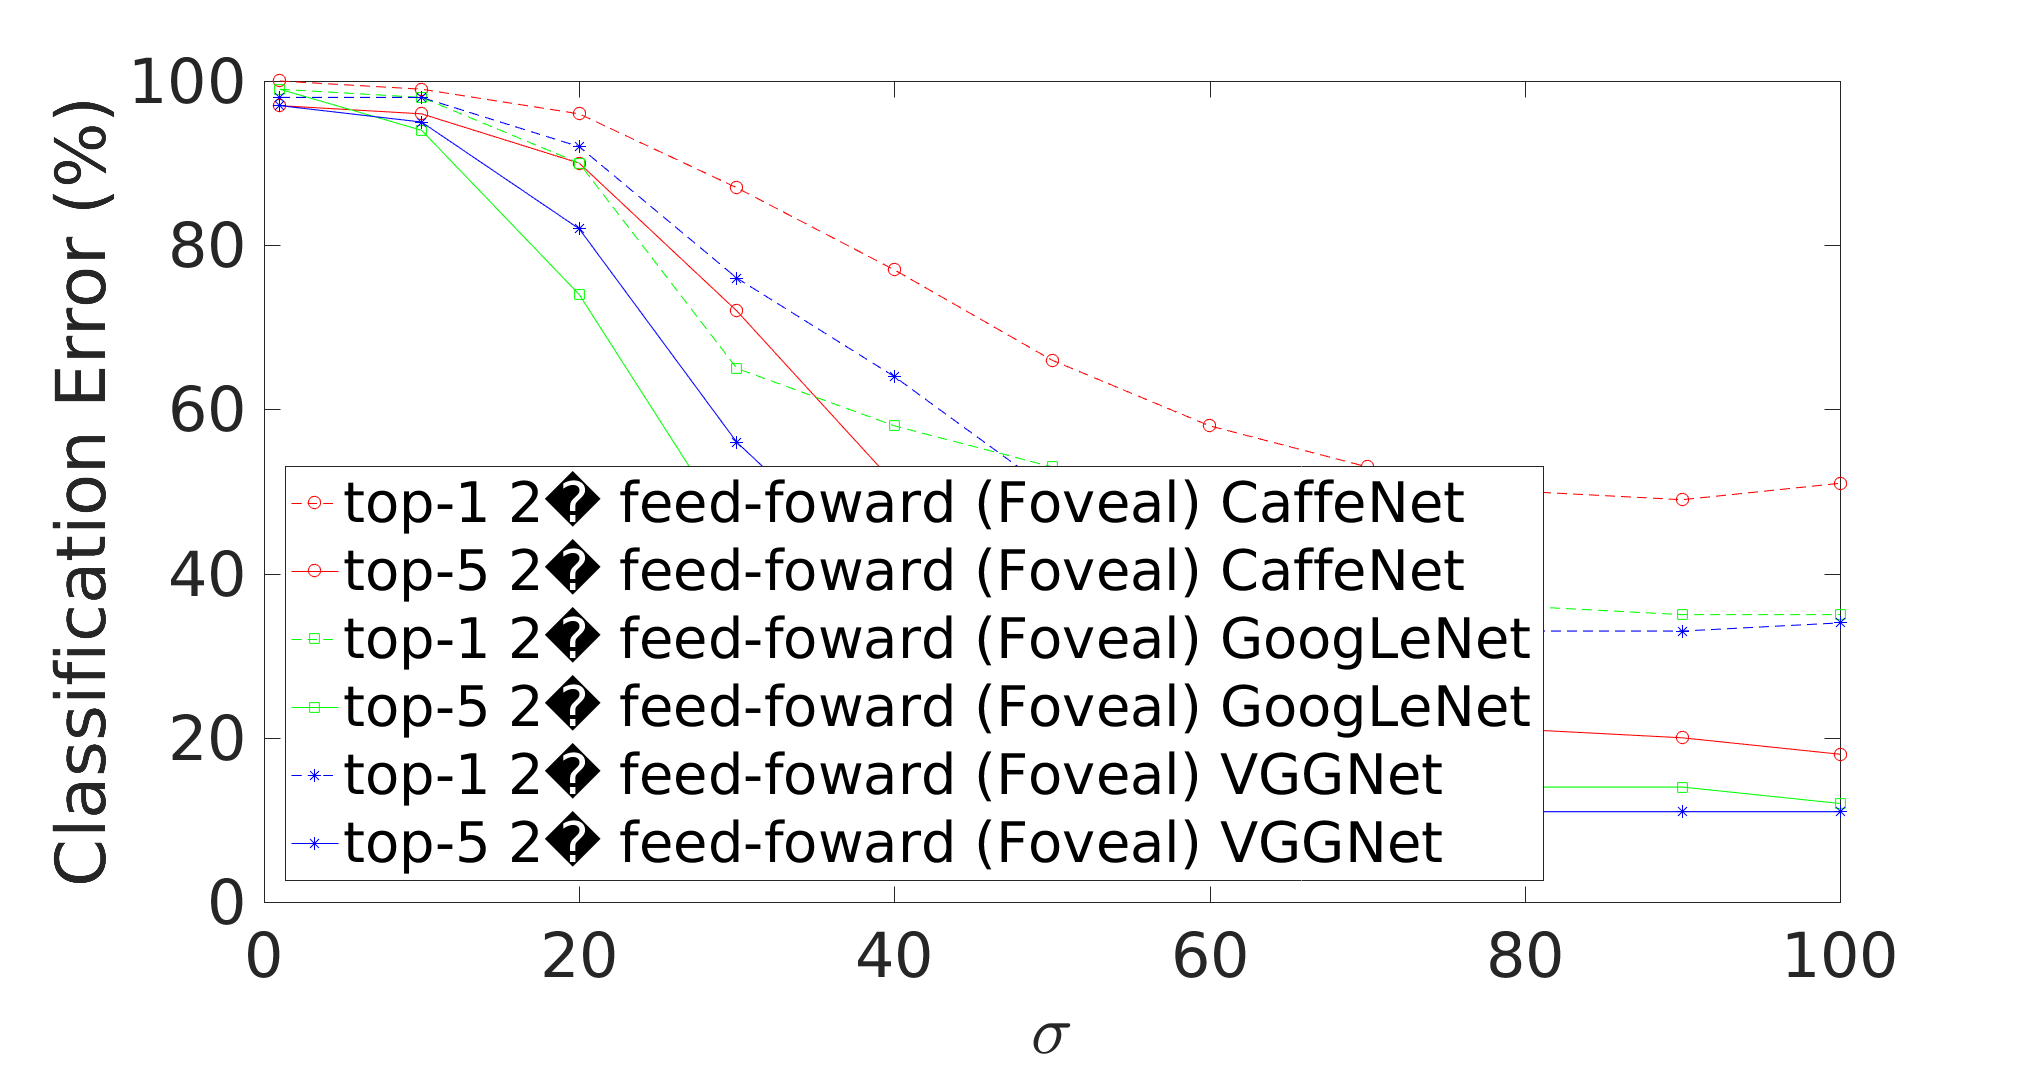 100
80
60
40
20
0
Classification Error (%)
top-1 2� feed-foward (Foveal) CaffeNet
top-5 2� feed-foward (Foveal) CaffeNet
top-1 2� feed-foward (Foveal) GoogLeNet
top-5 2� feed-foward (Foveal) GoogLeNet
top-1 2� feed-foward (Foveal) VGGNet
top-5 2� feed-foward (Foveal) VGGNet
0 20 40 60 80 100
σ